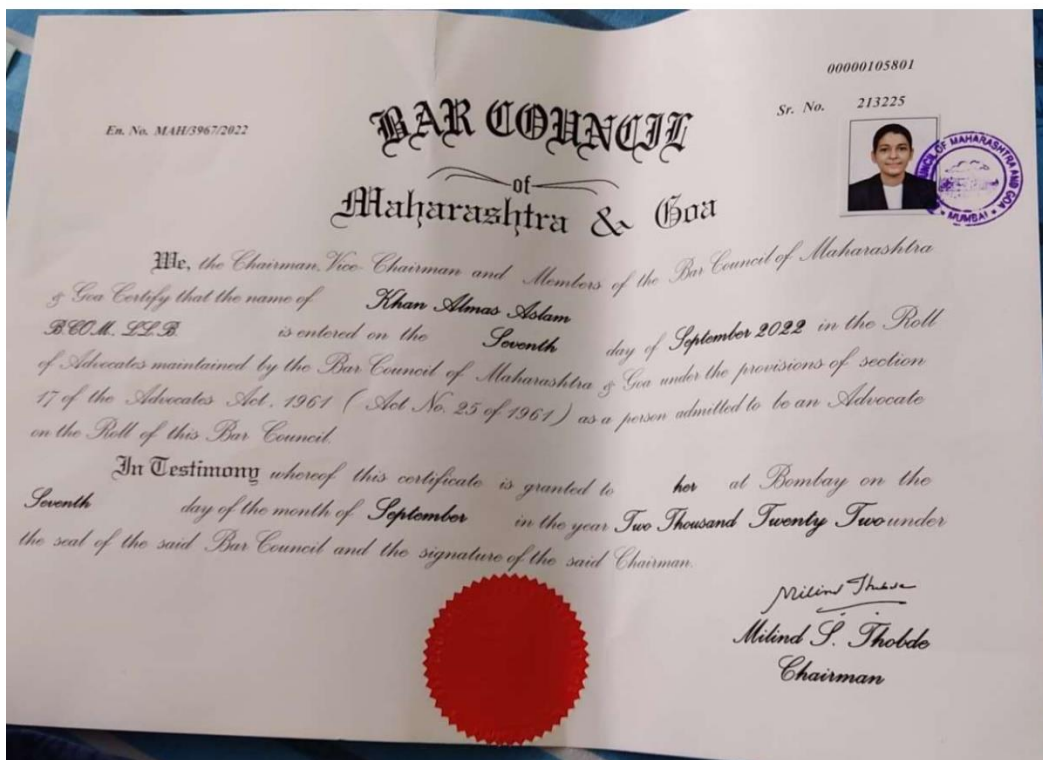 00000105801
En. No. MAH/3967/2022
Sr. No. 213225
BAR COUNCIL
of
Maharashtra & Goa
COUNCIL OF MAHARASHTRA AND GOA
* MUMBAI *
We, the Chairman, Vice-Chairman and Members of the Bar Council of Maharashtra
& Goa Certify that the name of Khan Almas Aslam
BCOM. LL.B. is entered on the Seventh day of September 2022 in the Roll
of Advocates maintained by the Bar Council of Maharashtra & Goa under the provisions of section
17 of the Advocates Act, 1961 (Act No. 25 of 1961) as a person admitted to be an Advocate
on the Roll of this Bar Council.
In Testimony whereof this certificate is granted to her at Bombay on the
Seventh day of the month of September in the year Two Thousand Twenty Two under
the seal of the said Bar Council and the signature of the said Chairman.
Milind Thobde
Milind S. Thobde
Chairman